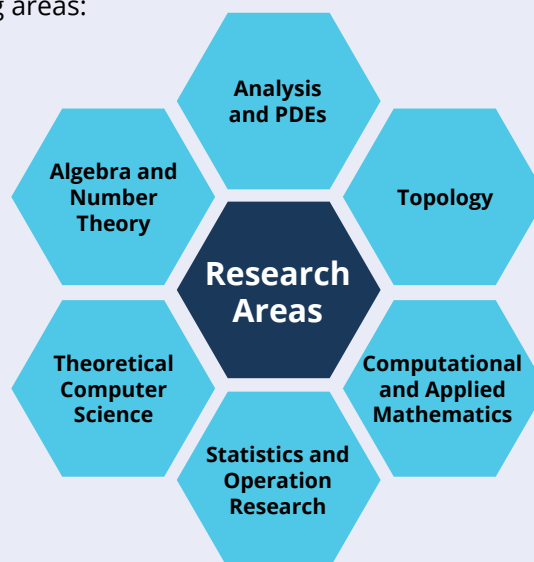 areas:
Analysis
and PDEs
Algebra and
Number
Theory
Topology
Research
Areas
Theoretical
Computer
Science
Computational
and Applied
Mathematics
Statistics and
Operation
Research